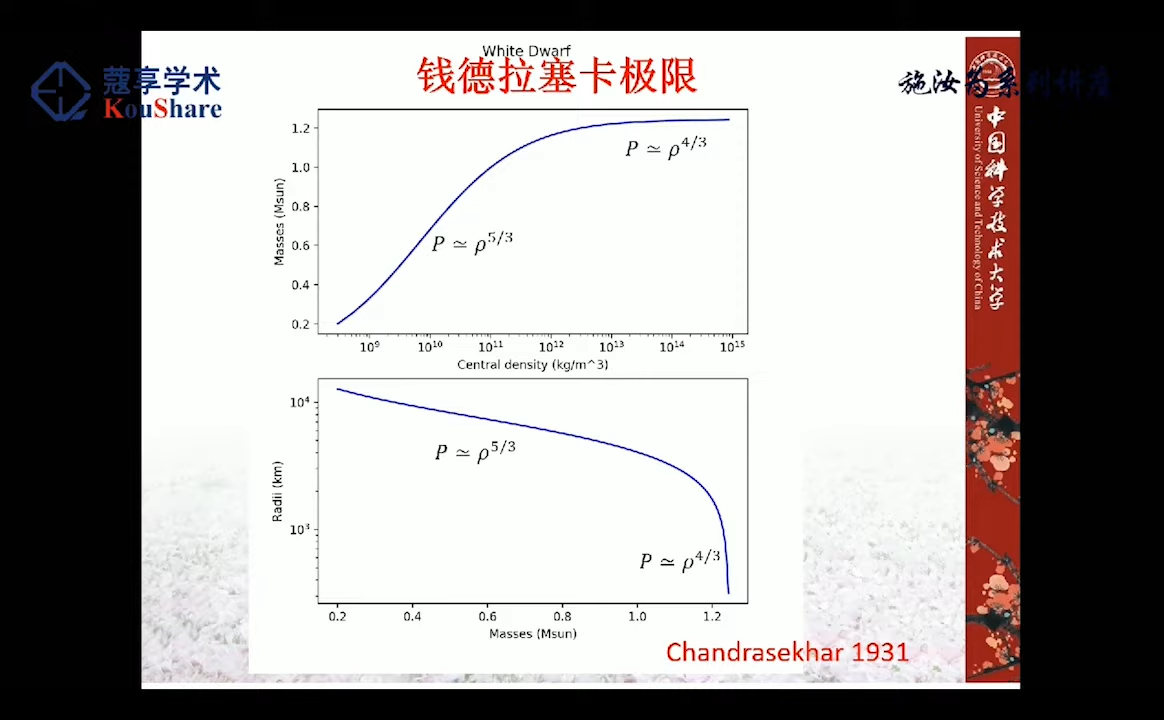 White Dwarf
钱德拉塞卡极限
蔻享学术
KouShare
施汝为系列讲座
1.2
1.0
0.8
0.6
0.4
0.2
Masses (Msun)
P ≃ ρ^4/3
P ≃ ρ^5/3
10^9 10^10 10^11 10^12 10^13 10^14 10^15
Central density (kg/m^3)
10^4
10^3
Radii (km)
P ≃ ρ^5/3
P ≃ ρ^4/3
0.2 0.4 0.6 0.8 1.0 1.2
Masses (Msun)
Chandrasekhar 1931
中国科学技术大学
University of Science and Technology of China